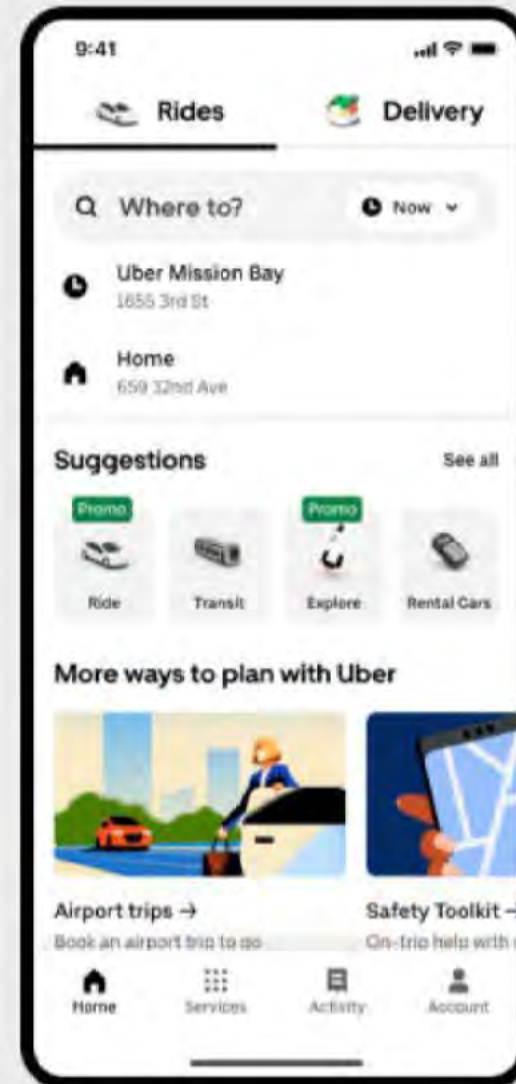 9:41
Rides Delivery
Where to? Now
Uber Mission Bay
1655 3rd St
Home
659 32nd Ave
Suggestions See all
Promo Promo
Ride Transit Explore Rental Cars
More ways to plan with Uber
Airport trips → Safety Toolkit
Book an airport trip to go On-trip help with
Home Services Activity Account